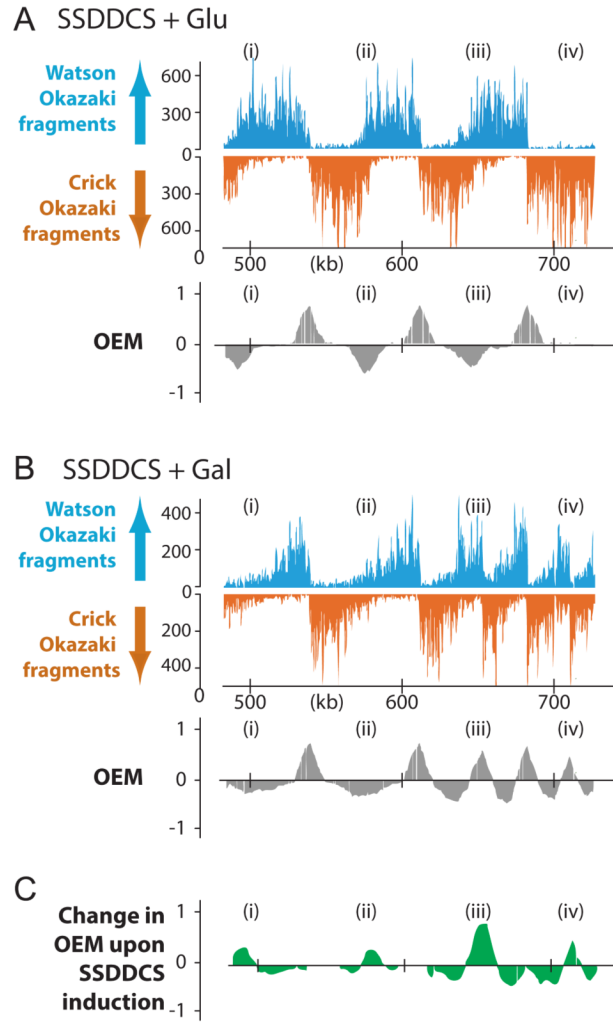 A SSDDCS + Glu
(i) (ii) (iii) (iv)
Watson
Okazaki
fragments
600
300
0
Crick
Okazaki
fragments
0
300
600
0
500 (kb) 600 700
(i) (ii) (iii) (iv)
OEM
1
0
-1
B SSDDCS + Gal
(i) (ii) (iii) (iv)
Watson
Okazaki
fragments
400
200
0
Crick
Okazaki
fragments
0
200
400
0
500 (kb) 600 700
(i) (ii) (iii) (iv)
OEM
1
0
-1
C
(i) (ii) (iii) (iv)
Change in
OEM upon
SSDDCS
induction
1
0
-1